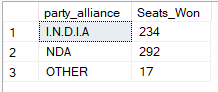 party_alliance Seats_Won
1 I.N.D.I.A 234
2 NDA 292
3 OTHER 17